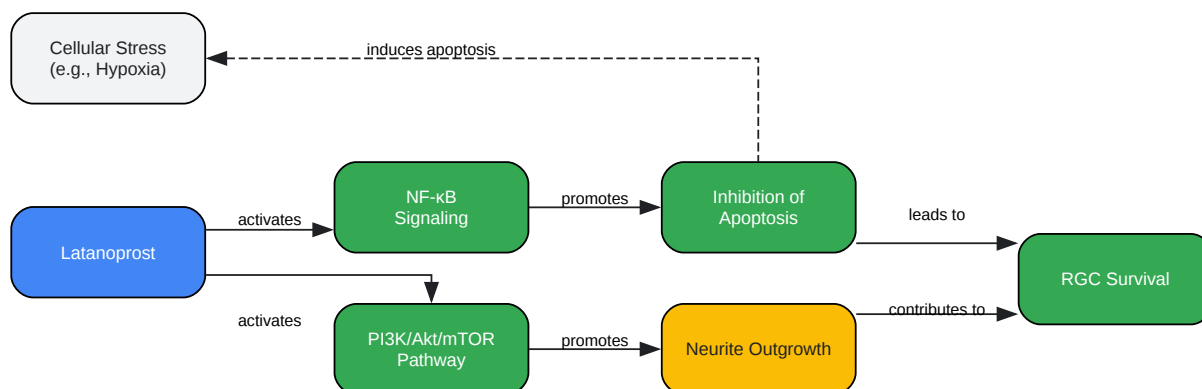 Cellular Stress
(e.g., Hypoxia)
induces apoptosis
Latanoprost
activates
NF-κB
Signaling
promotes
Inhibition of
Apoptosis
leads to
RGC Survival
activates
PI3K/Akt/mTOR
Pathway
promotes
Neurite Outgrowth
contributes to